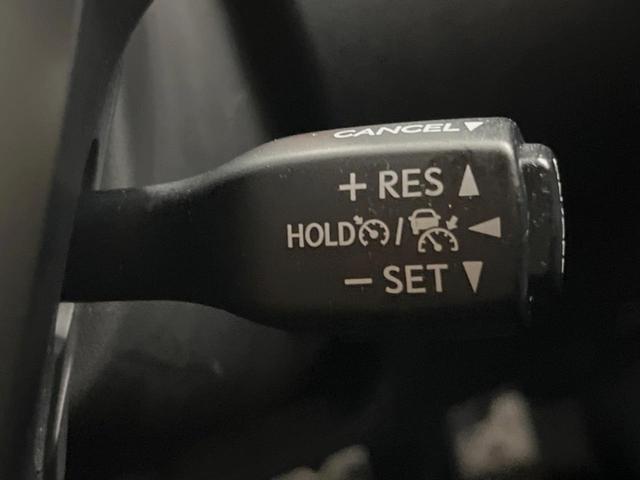 CANCEL▼
+ RES ▲
HOLD / ◀
− SET ▼